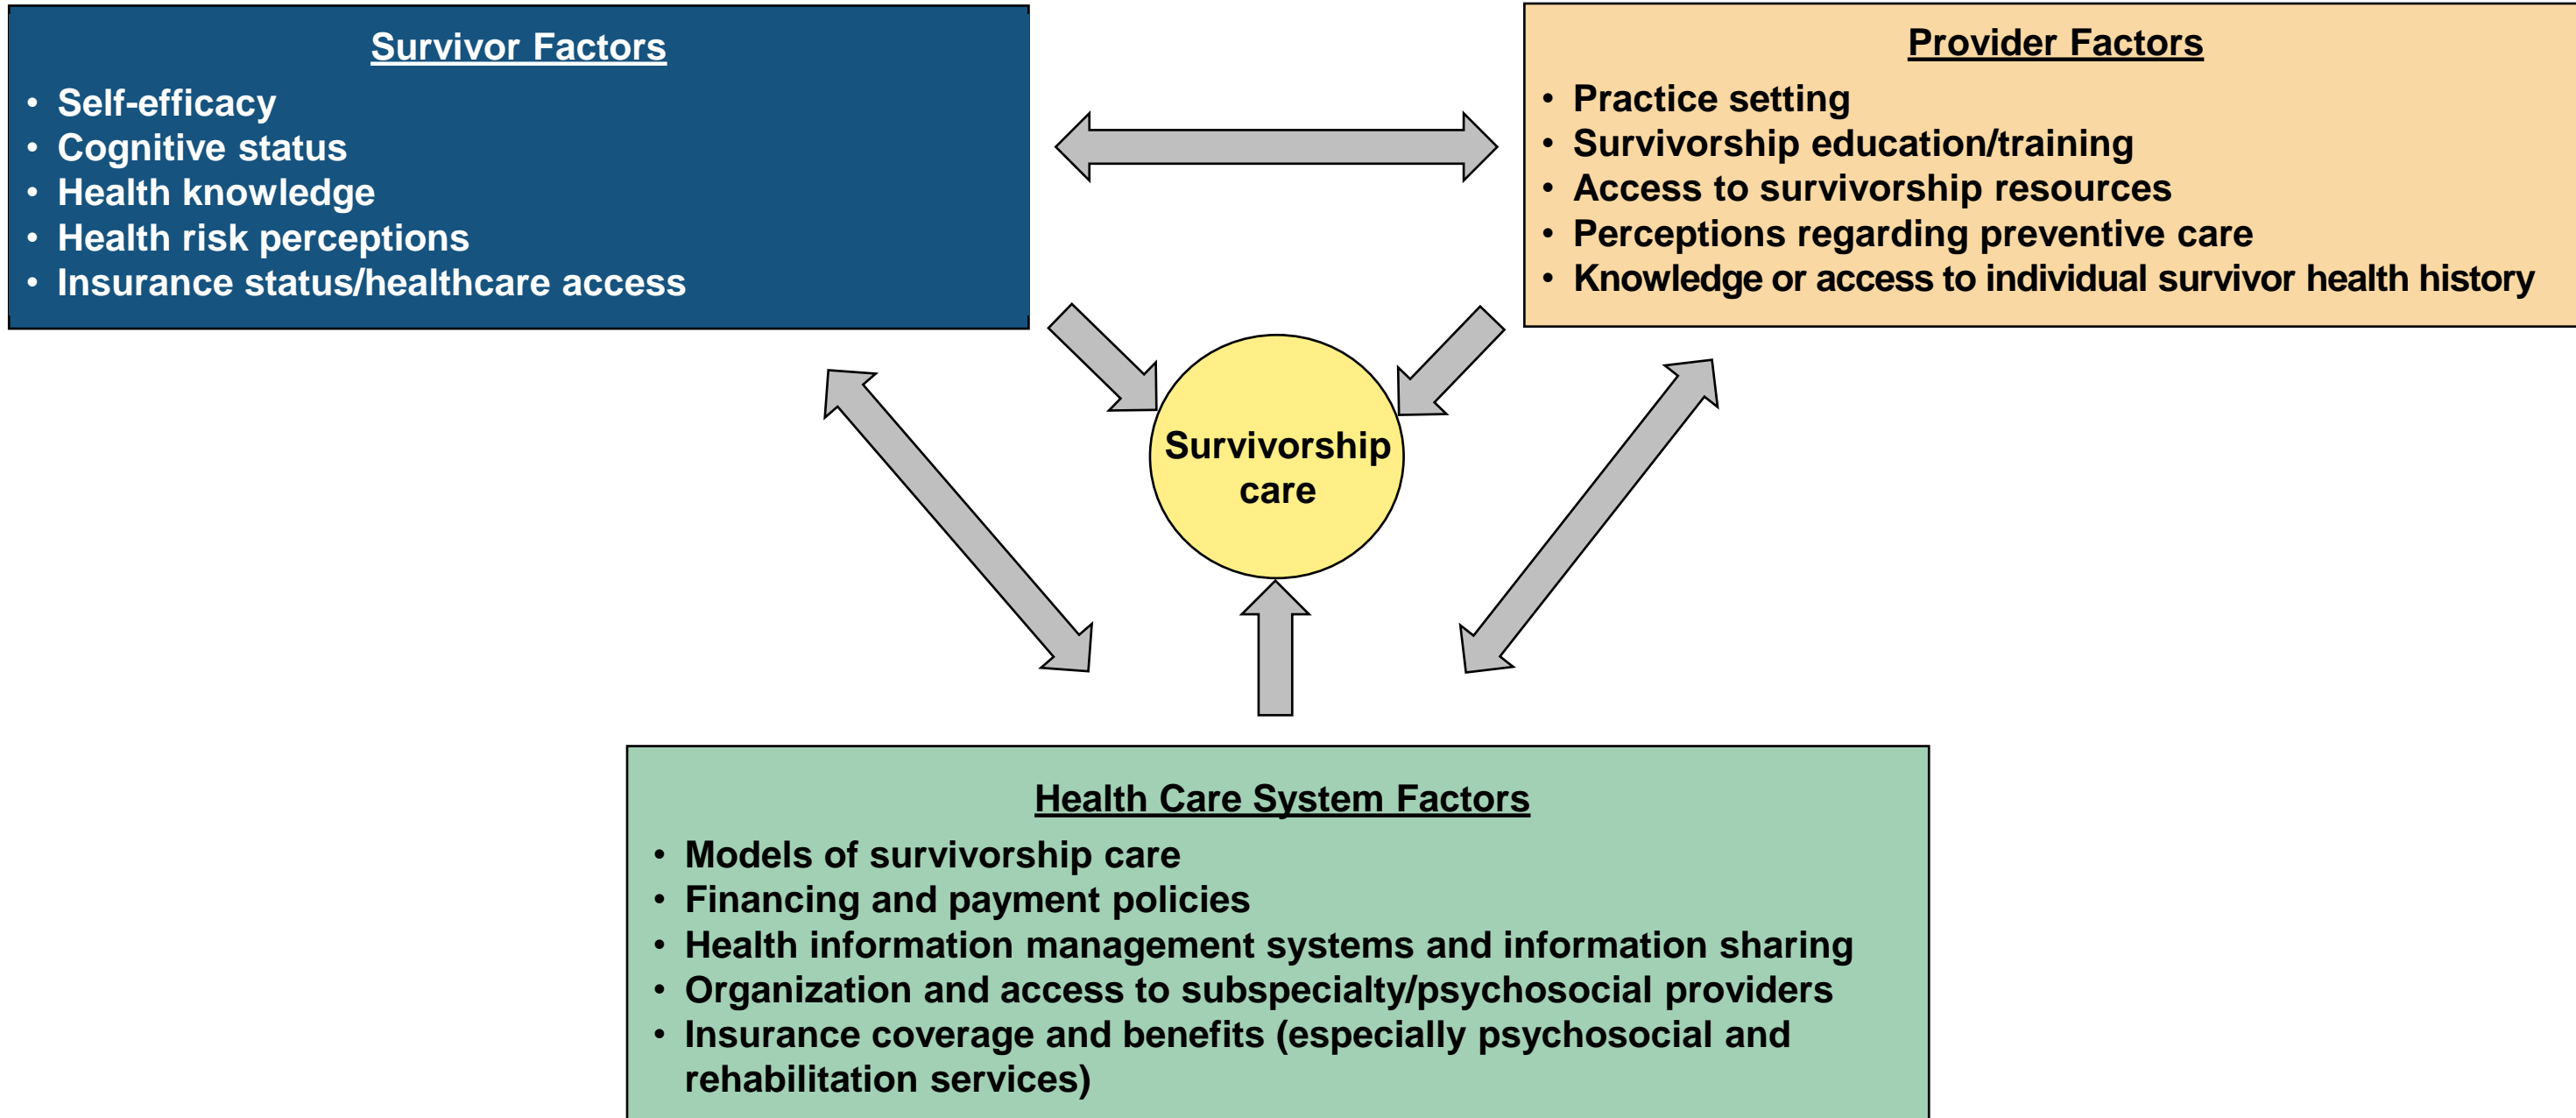 Survivor Factors
• Self-efficacy
• Cognitive status
• Health knowledge
• Health risk perceptions
• Insurance status/healthcare access
Provider Factors
• Practice setting
• Survivorship education/training
• Access to survivorship resources
• Perceptions regarding preventive care
• Knowledge or access to individual survivor health history
Survivorship
care
Health Care System Factors
• Models of survivorship care
• Financing and payment policies
• Health information management systems and information sharing
• Organization and access to subspecialty/psychosocial providers
• Insurance coverage and benefits (especially psychosocial and
rehabilitation services)